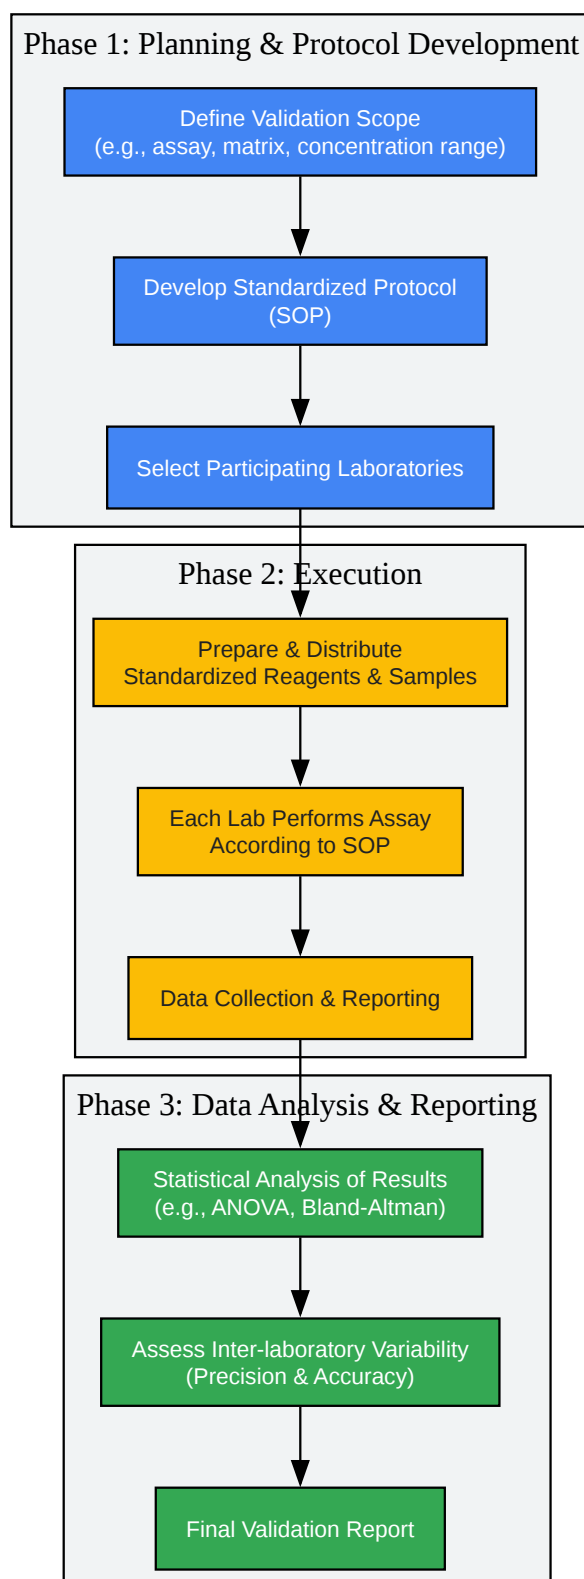 Phase 1: Planning & Protocol Development
Define Validation Scope
(e.g., assay, matrix, concentration range)
Develop Standardized Protocol
(SOP)
Select Participating Laboratories
Phase 2: Execution
Prepare & Distribute
Standardized Reagents & Samples
Each Lab Performs Assay
According to SOP
Data Collection & Reporting
Phase 3: Data Analysis & Reporting
Statistical Analysis of Results
(e.g., ANOVA, Bland-Altman)
Assess Inter-laboratory Variability
(Precision & Accuracy)
Final Validation Report